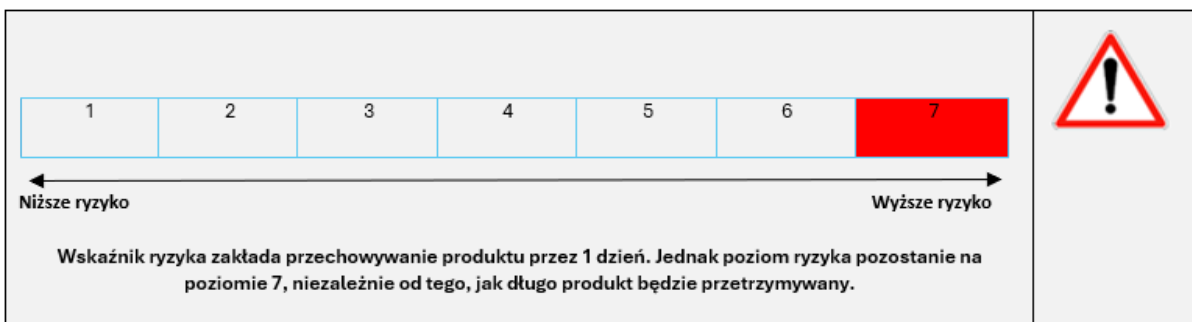 1 2 3 4 5 6 7
Niższe ryzyko Wyższe ryzyko
Wskaźnik ryzyka zakłada przechowywanie produktu przez 1 dzień. Jednak poziom ryzyka pozostanie na
poziomie 7, niezależnie od tego, jak długo produkt będzie przetrzymywany.